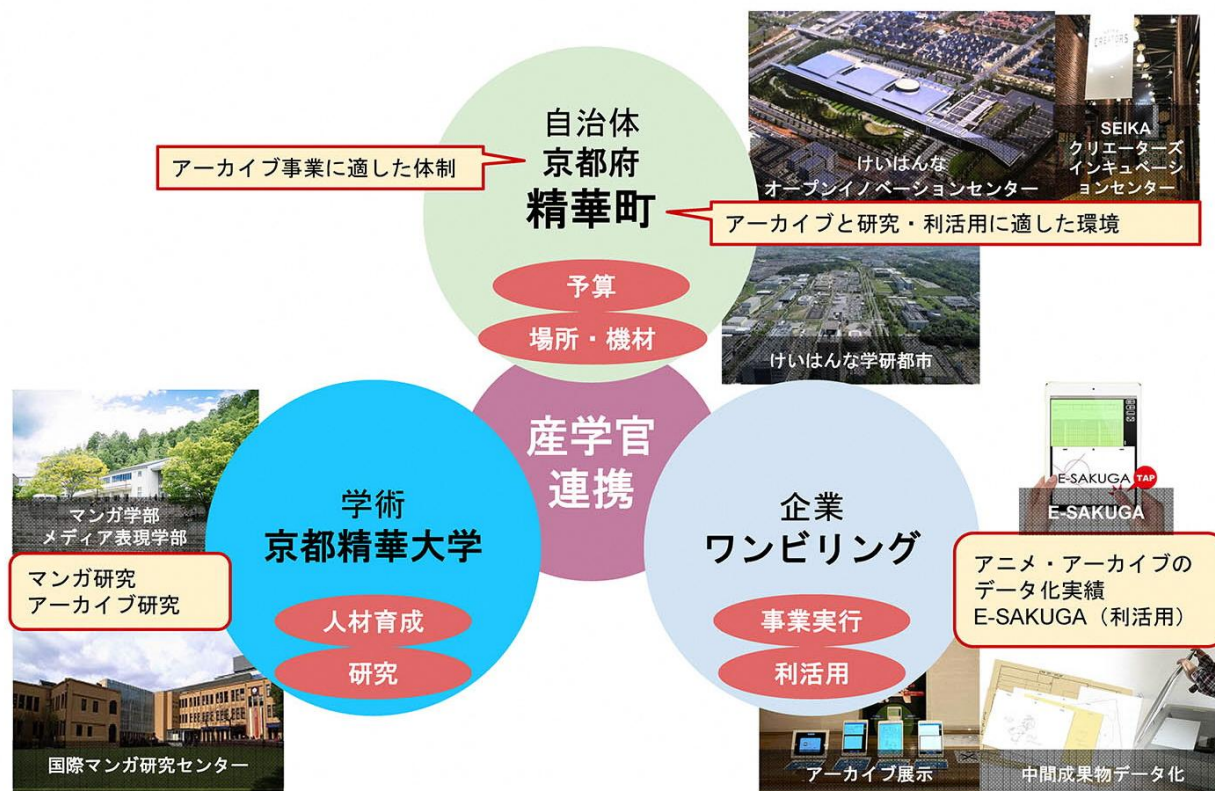 自治体
京都府
精華町
アーカイブ事業に適した体制
アーカイブと研究・利活用に適した環境
予算
場所・機材
けいはんな
オープンイノベーションセンター
CREATORS
SEIKA
クリエーターズ
インキュベーシ
ョンセンター
けいはんな学研都市
産学官
連携
学術
京都精華大学
人材育成
研究
マンガ学部
メディア表現学部
マンガ研究
アーカイブ研究
国際マンガ研究センター
企業
ワンビリング
事業実行
利活用
E-SAKUGA
TAP
E-SAKUGA
アニメ・アーカイブの
データ化実績
E-SAKUGA（利活用）
アーカイブ展示
中間成果物データ化